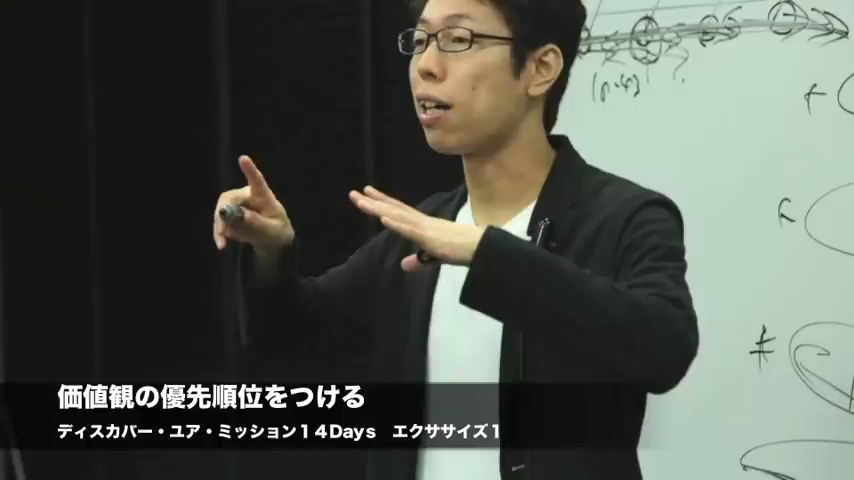 価値観の優先順位をつける
ディスカバー・ユア・ミッション１４Days　エクササイズ１